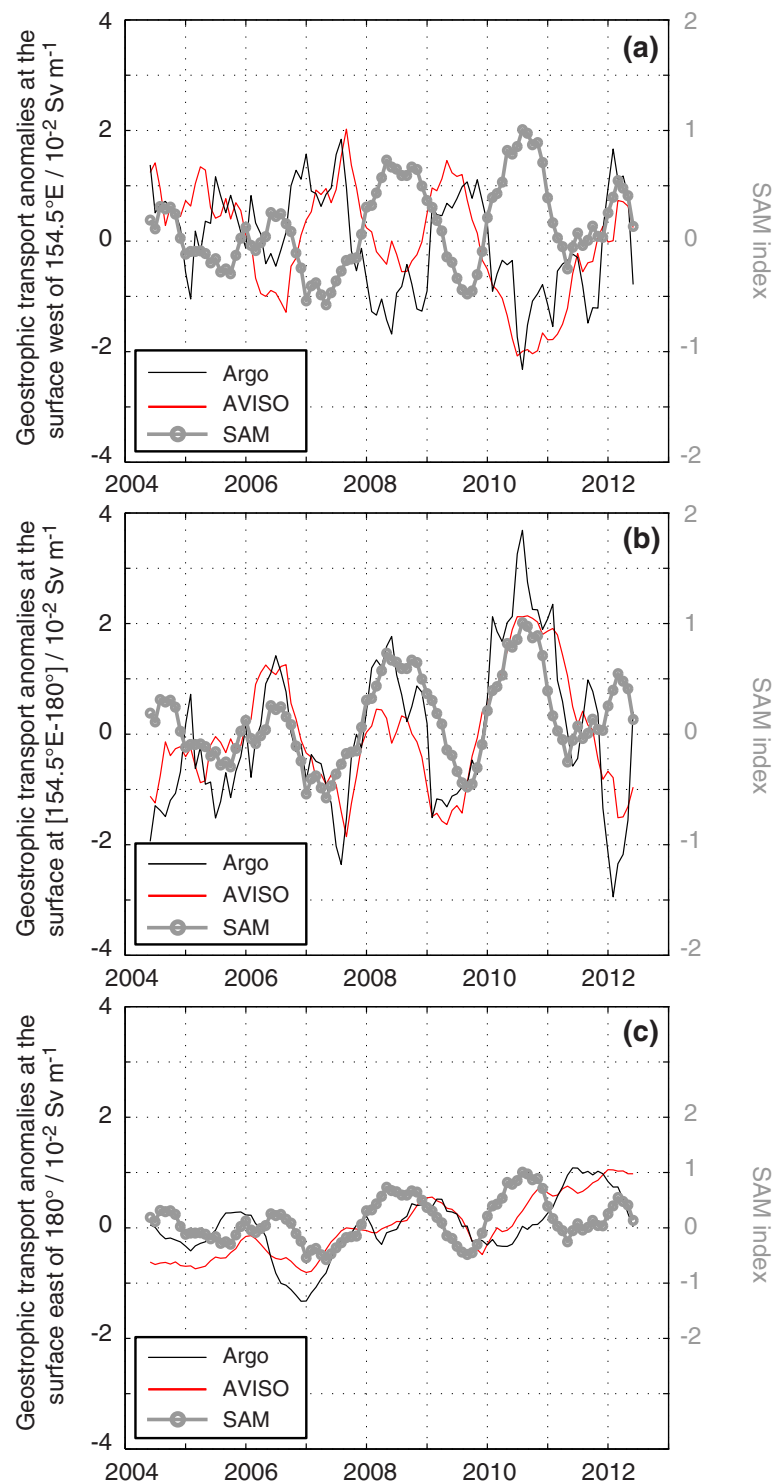 (a)
Geostrophic transport anomalies at the
surface west of 154.5°E / 10⁻² Sv m⁻¹
4
2
0
-2
-4
2
1
0
-1
-2
SAM index
Argo
AVISO
SAM
2004 2006 2008 2010 2012
(b)
Geostrophic transport anomalies at the
surface at [154.5°E-180°] / 10⁻² Sv m⁻¹
4
2
0
-2
-4
2
1
0
-1
-2
SAM index
Argo
AVISO
SAM
2004 2006 2008 2010 2012
(c)
Geostrophic transport anomalies at the
surface east of 180° / 10⁻² Sv m⁻¹
4
2
0
-2
-4
2
1
0
-1
-2
SAM index
Argo
AVISO
SAM
2004 2006 2008 2010 2012